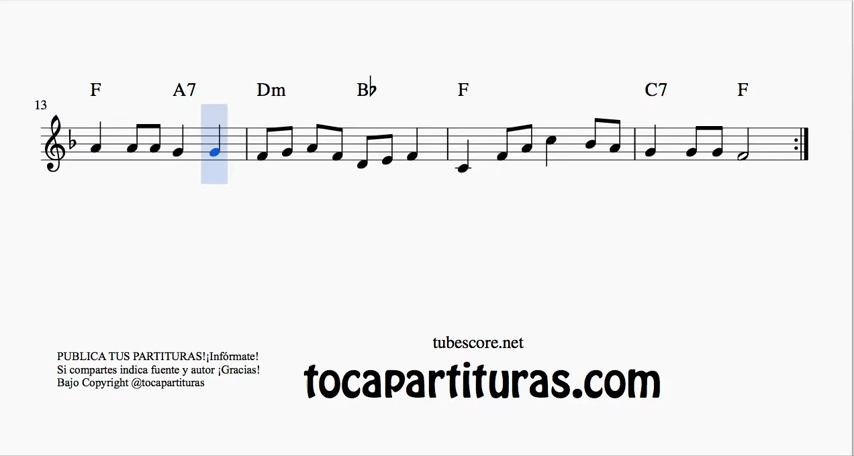 F A7 Dm B♭ F C7 F
13
tubescore.net
PUBLICA TUS PARTITURAS!¡Infórmate!
Si compartes indica fuente y autor ¡Gracias!
Bajo Copyright @tocapartituras
tocapartituras.com